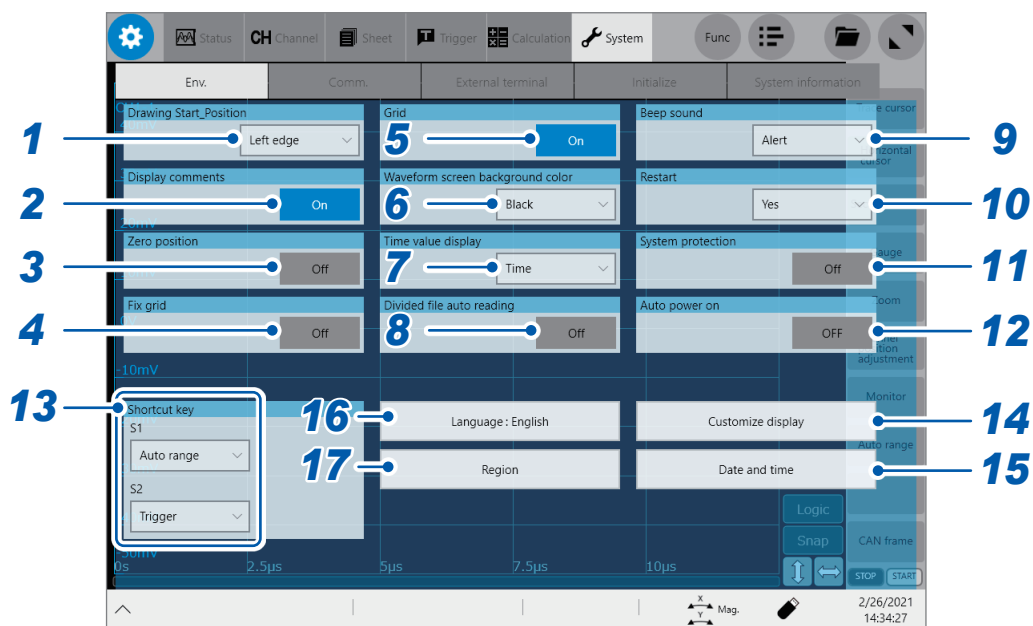 Status CH Channel Sheet Trigger Calculation System Func
Env. Comm. External terminal Initialize System information
Drawing Start_Position Grid Beep sound
1 Left edge 5 On Alert 9
Display comments Waveform screen background color Restart
2 On 6 Black Yes 10
Zero position Time value display System protection
3 Off 7 Time Off 11
Fix grid Divided file auto reading Auto power on
4 Off 8 Off OFF 12
adjustment
-10mV
Monitor
13 Shortcut key 16 Language : English Customize display 14
S1
Auto range 17 Region Date and time 15
Auto range
S2
Trigger
Logic
Snap CAN frame
0s 2.5µs 5µs 7.5µs 10µs
STOP START
X
Y
Mag.
2/26/2021
14:34:27